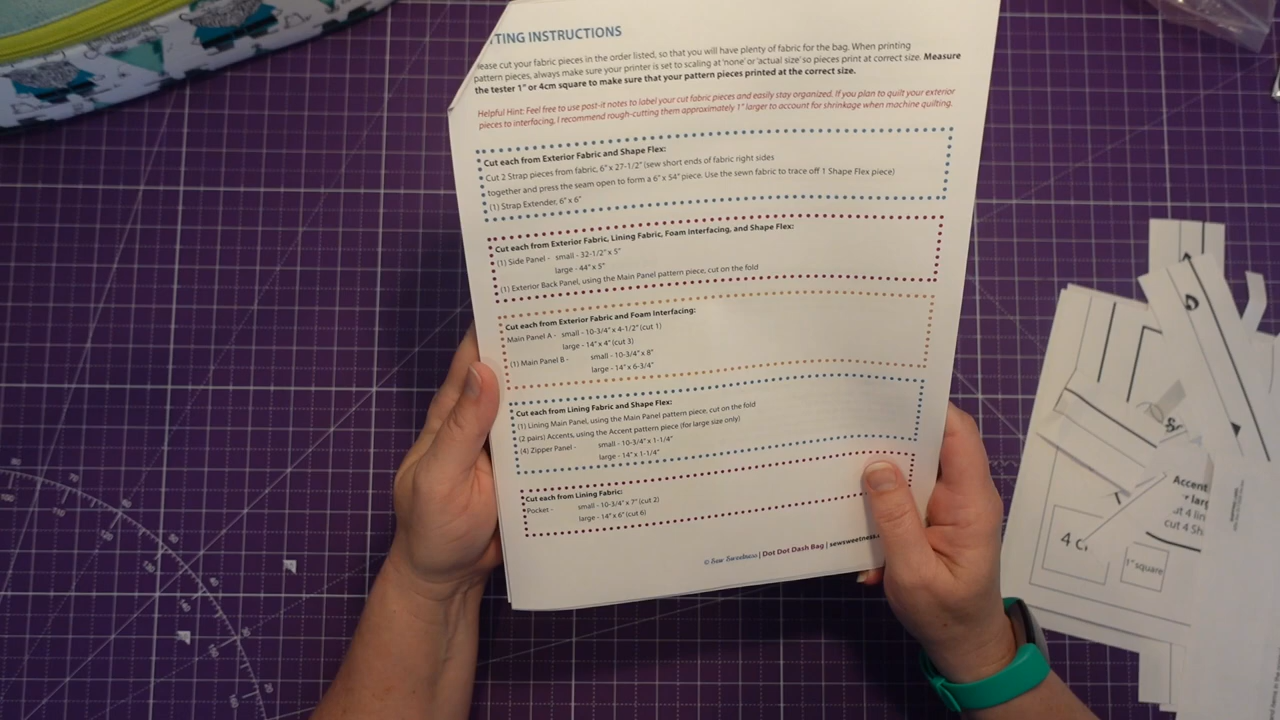 TING INSTRUCTIONS
lease cut your fabric pieces in the order listed, so that you will have plenty of fabric for the bag. When printing
pattern pieces, always make sure your printer is set to scaling at 'none' or 'actual size' so pieces print at correct size. Measure
the tester 1" or 4cm square to make sure that your pattern pieces printed at the correct size.
Helpful Hint: Feel free to use post-it notes to label your cut fabric pieces and easily stay organized. If you plan to quilt your exterior
pieces to interfacing, I recommend rough-cutting them approximately 1" larger to account for shrinkage when machine quilting.
Cut each from Exterior Fabric and Shape Flex:
Cut 2 Strap pieces from fabric, 6" x 27-1/2" (sew short ends of fabric right sides
together and press the seam open to form a 6" x 54" piece. Use the sewn fabric to trace off 1 Shape Flex piece)
(1) Strap Extender, 6" x 6"
Cut each from Exterior Fabric, Lining Fabric, Foam Interfacing, and Shape Flex:
(1) Side Panel - small - 32-1/2" x 5"
large - 44" x 5"
(1) Exterior Back Panel, using the Main Panel pattern piece, cut on the fold
Cut each from Exterior Fabric and Foam Interfacing:
Main Panel A - small - 10-3/4" x 4-1/2" (cut 1)
large - 14" x 4" (cut 3)
(1) Main Panel B - small - 10-3/4" x 8"
large - 14" x 6-3/4"
Cut each from Lining Fabric and Shape Flex:
(1) Lining Main Panel, using the Main Panel pattern piece, cut on the fold
(2 pairs) Accents, using the Accent pattern piece (for large size only)
(4) Zipper Panel - small - 10-3/4" x 1-1/4"
large - 14" x 1-1/4"
Cut each from Lining Fabric:
Pocket - small - 10-3/4" x 7" (cut 2)
large - 14" x 6" (cut 6)
© Sew Sweetness | Dot Dot Dash Bag | sewsweetness.
Accent
larg
ut 4 lin
cut 4 Sh
4 c
1" square